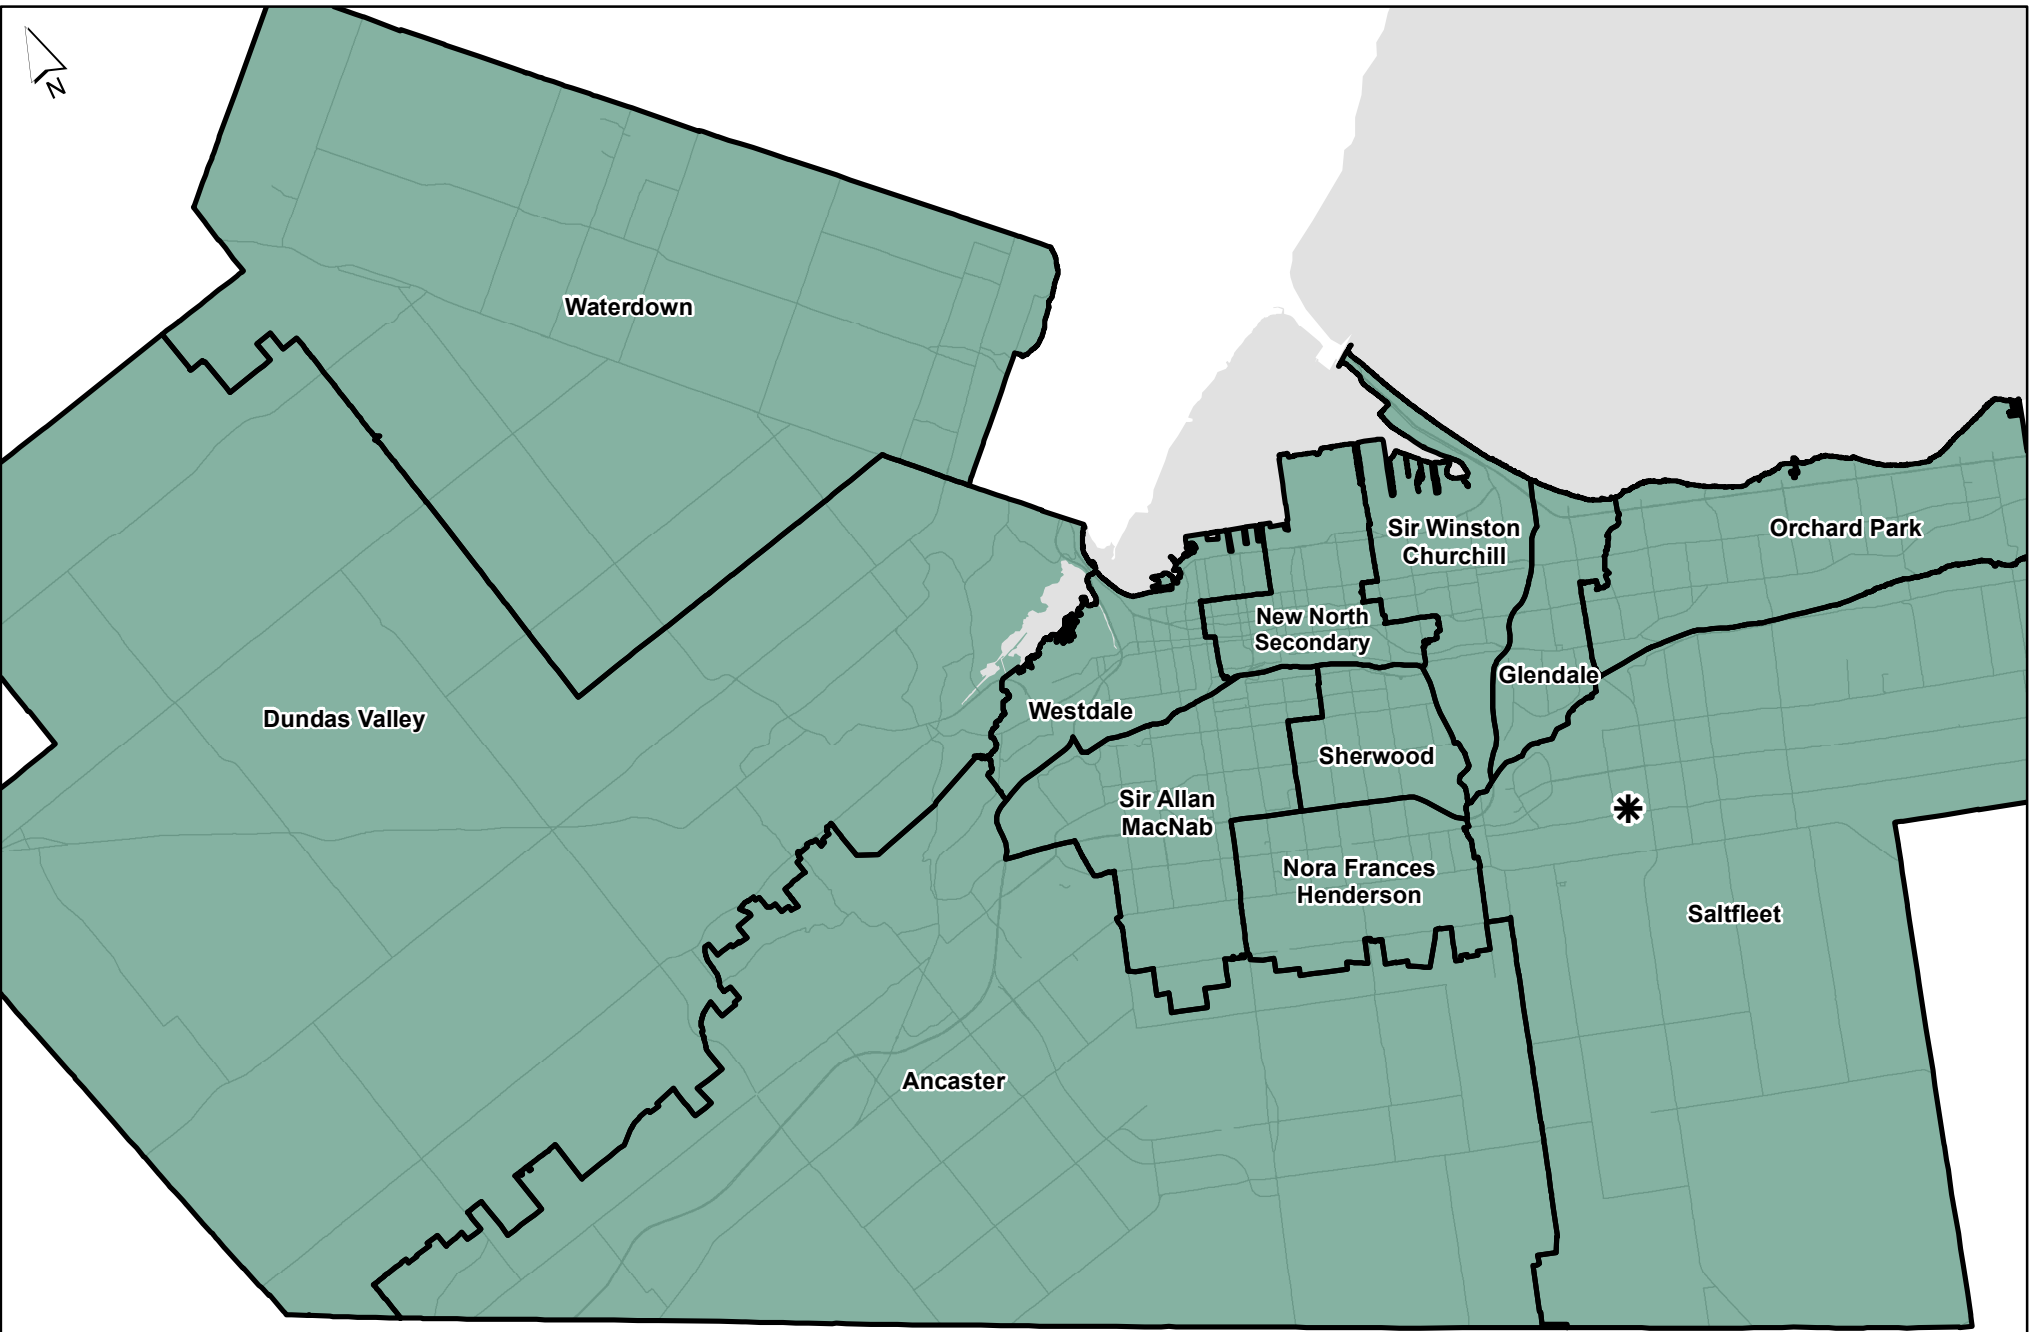 N
Waterdown
Sir Winston
Churchill
Orchard Park
New North
Secondary
Glendale
Dundas Valley
Westdale
Sherwood
Sir Allan
MacNab
Nora Frances
Henderson
Saltfleet
Ancaster